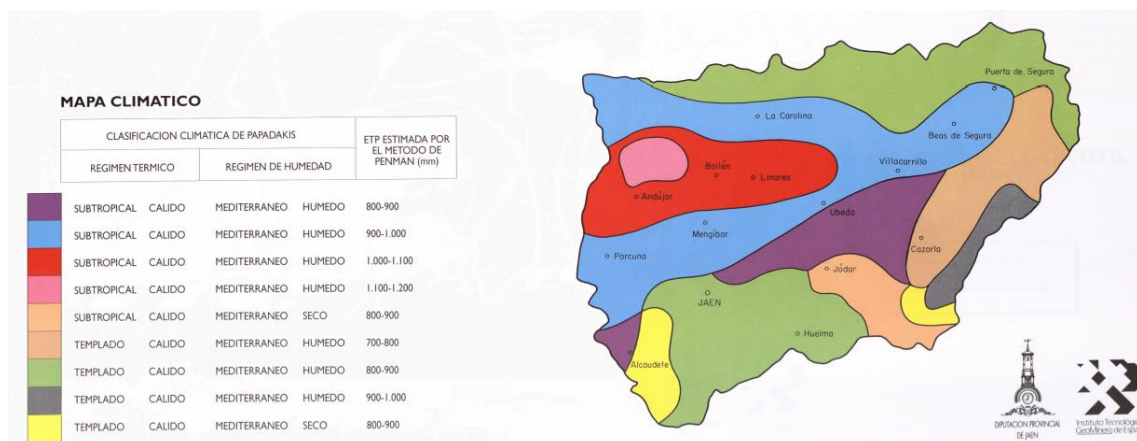 MAPA CLIMATICO
CLASIFICACION CLIMATICA DE PAPADAKIS
ETP ESTIMADA POR
EL METODO DE
PENMAN (mm)
REGIMEN TERMICO REGIMEN DE HUMEDAD
SUBTROPICAL CALIDO MEDITERRANEO HUMEDO 800-900
SUBTROPICAL CALIDO MEDITERRANEO HUMEDO 900-1.000
SUBTROPICAL CALIDO MEDITERRANEO HUMEDO 1.000-1.100
SUBTROPICAL CALIDO MEDITERRANEO HUMEDO 1.100-1.200
SUBTROPICAL CALIDO MEDITERRANEO SECO 800-900
TEMPLADO CALIDO MEDITERRANEO HUMEDO 700-800
TEMPLADO CALIDO MEDITERRANEO HUMEDO 800-900
TEMPLADO CALIDO MEDITERRANEO HUMEDO 900-1.000
TEMPLADO CALIDO MEDITERRANEO SECO 800-900
Puerta de Segura
La Carolina
Beas de Segura
Villacarrillo
Bailén
Linares
Andújar
Ubeda
Mengíbar
Cazorla
Porcuna
Jódar
JAEN
Huelma
Alcaudete
DIPUTACION PROVINCIAL
DE JAEN
Instituto Tecnológi
GeoMinero de Espa